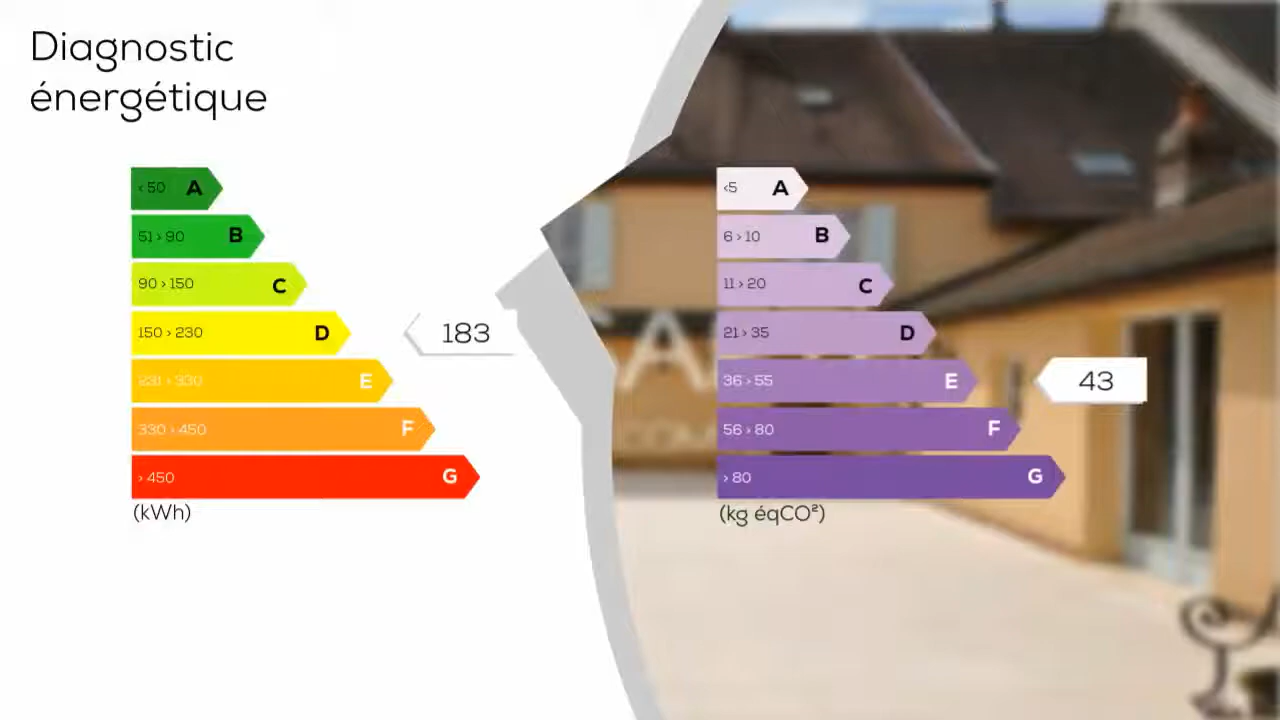 Diagnostic
énergétique
< 50 A
51 > 90 B
90 > 150 C
150 > 230 D
231 > 330 E
330 > 450 F
> 450 G
(kWh)
183
<5 A
6 > 10 B
11 > 20 C
21 > 35 D
36 > 55 E
56 > 80 F
> 80 G
(kg éqCO²)
43